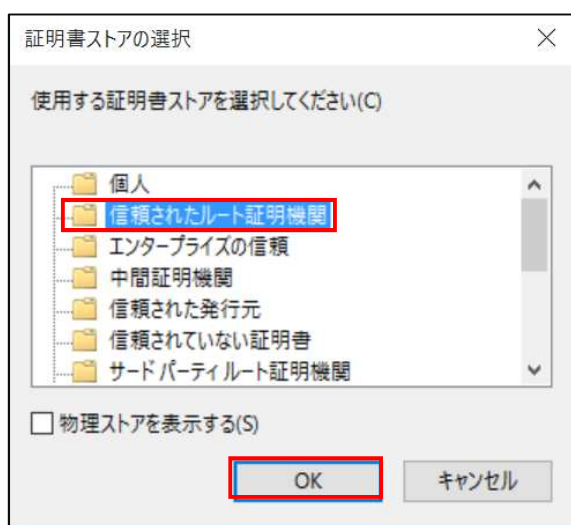 証明書ストアの選択
使用する証明書ストアを選択してください(C)
個人
信頼されたルート証明機関
エンタープライズの信頼
中間証明機関
信頼された発行元
信頼されていない証明書
サードパーティルート証明機関
物理ストアを表示する(S)
OK キャンセル